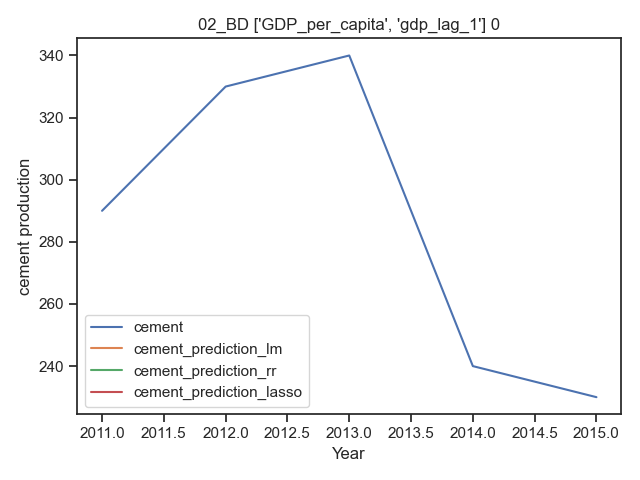 02_BD ['GDP_per_capita', 'gdp_lag_1'] 0
340
320
300
280
260
240
cement production
cement
cement_prediction_lm
cement_prediction_rr
cement_prediction_lasso
2011.0 2011.5 2012.0 2012.5 2013.0 2013.5 2014.0 2014.5 2015.0
Year